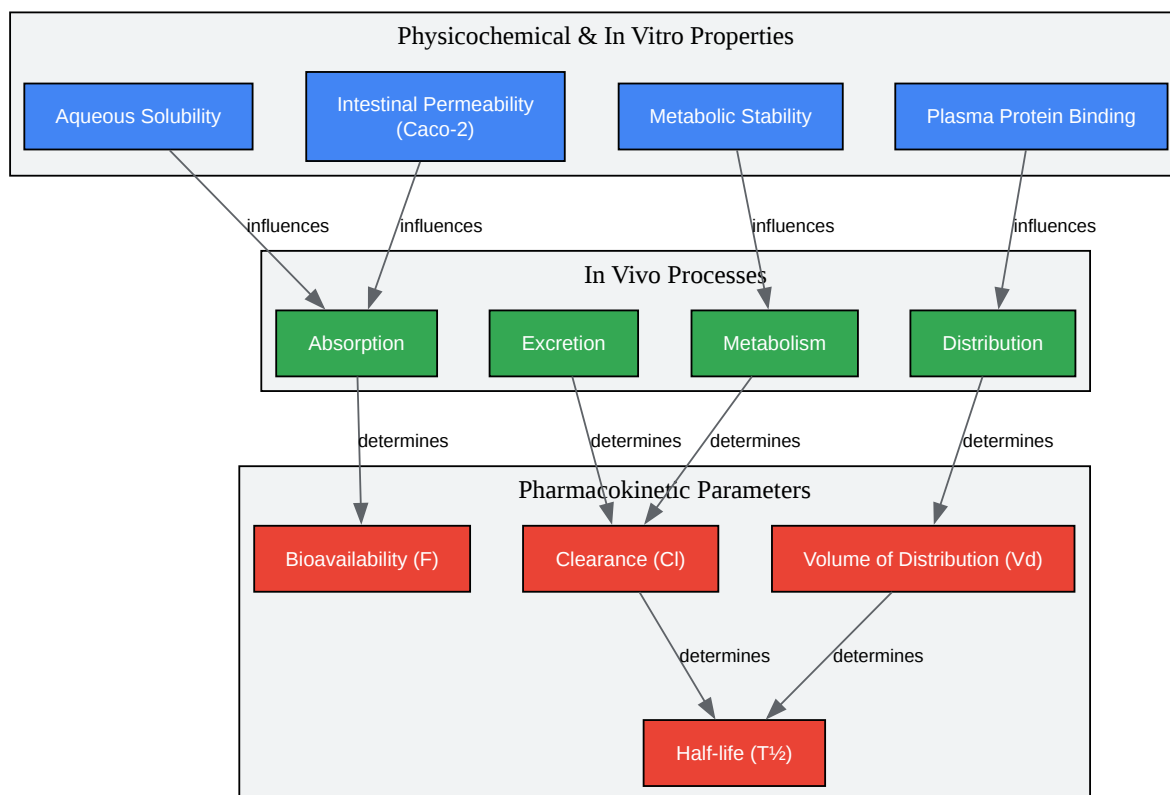 Physicochemical & In Vitro Properties
Aqueous Solubility
Intestinal Permeability
(Caco-2)
Metabolic Stability
Plasma Protein Binding
influences
influences
influences
influences
In Vivo Processes
Absorption
Excretion
Metabolism
Distribution
determines
determines
determines
determines
Pharmacokinetic Parameters
Bioavailability (F)
Clearance (Cl)
Volume of Distribution (Vd)
determines
determines
Half-life (T½)